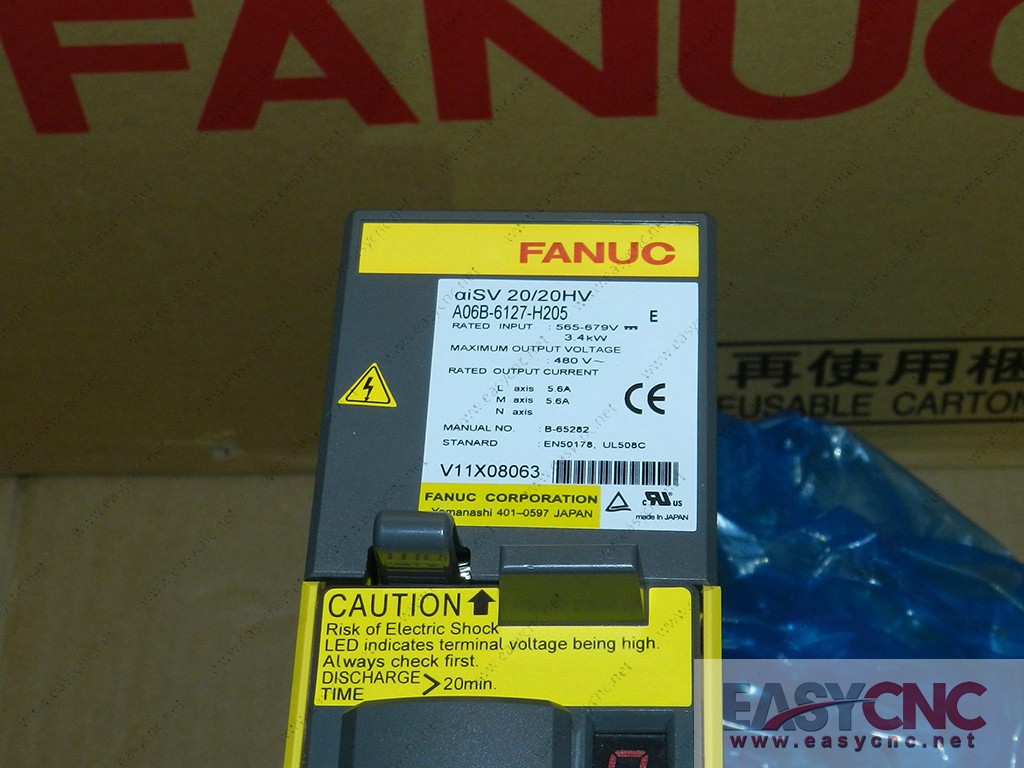 FANUC
FANUC
αiSV 20/20HV
A06B-6127-H205 E
RATED INPUT : 565-679V
3.4kW
MAXIMUM OUTPUT VOLTAGE
: 480 V~
RATED OUTPUT CURRENT
L axis 5.6A
M axis 5.6A
N axis
CE
MANUAL NO. : B-65282
STANARD : EN50178, UL508C
V11X08063
FANUC CORPORATION
Yamanashi 401-0597 JAPAN
c RU US
made in JAPAN
再使用梱
EUSABLE CARTON
CAUTION
Risk of Electric Shock
LED indicates terminal voltage being high.
Always check first.
DISCHARGE
TIME > 20min.
EASYCNC
www.easycnc.net